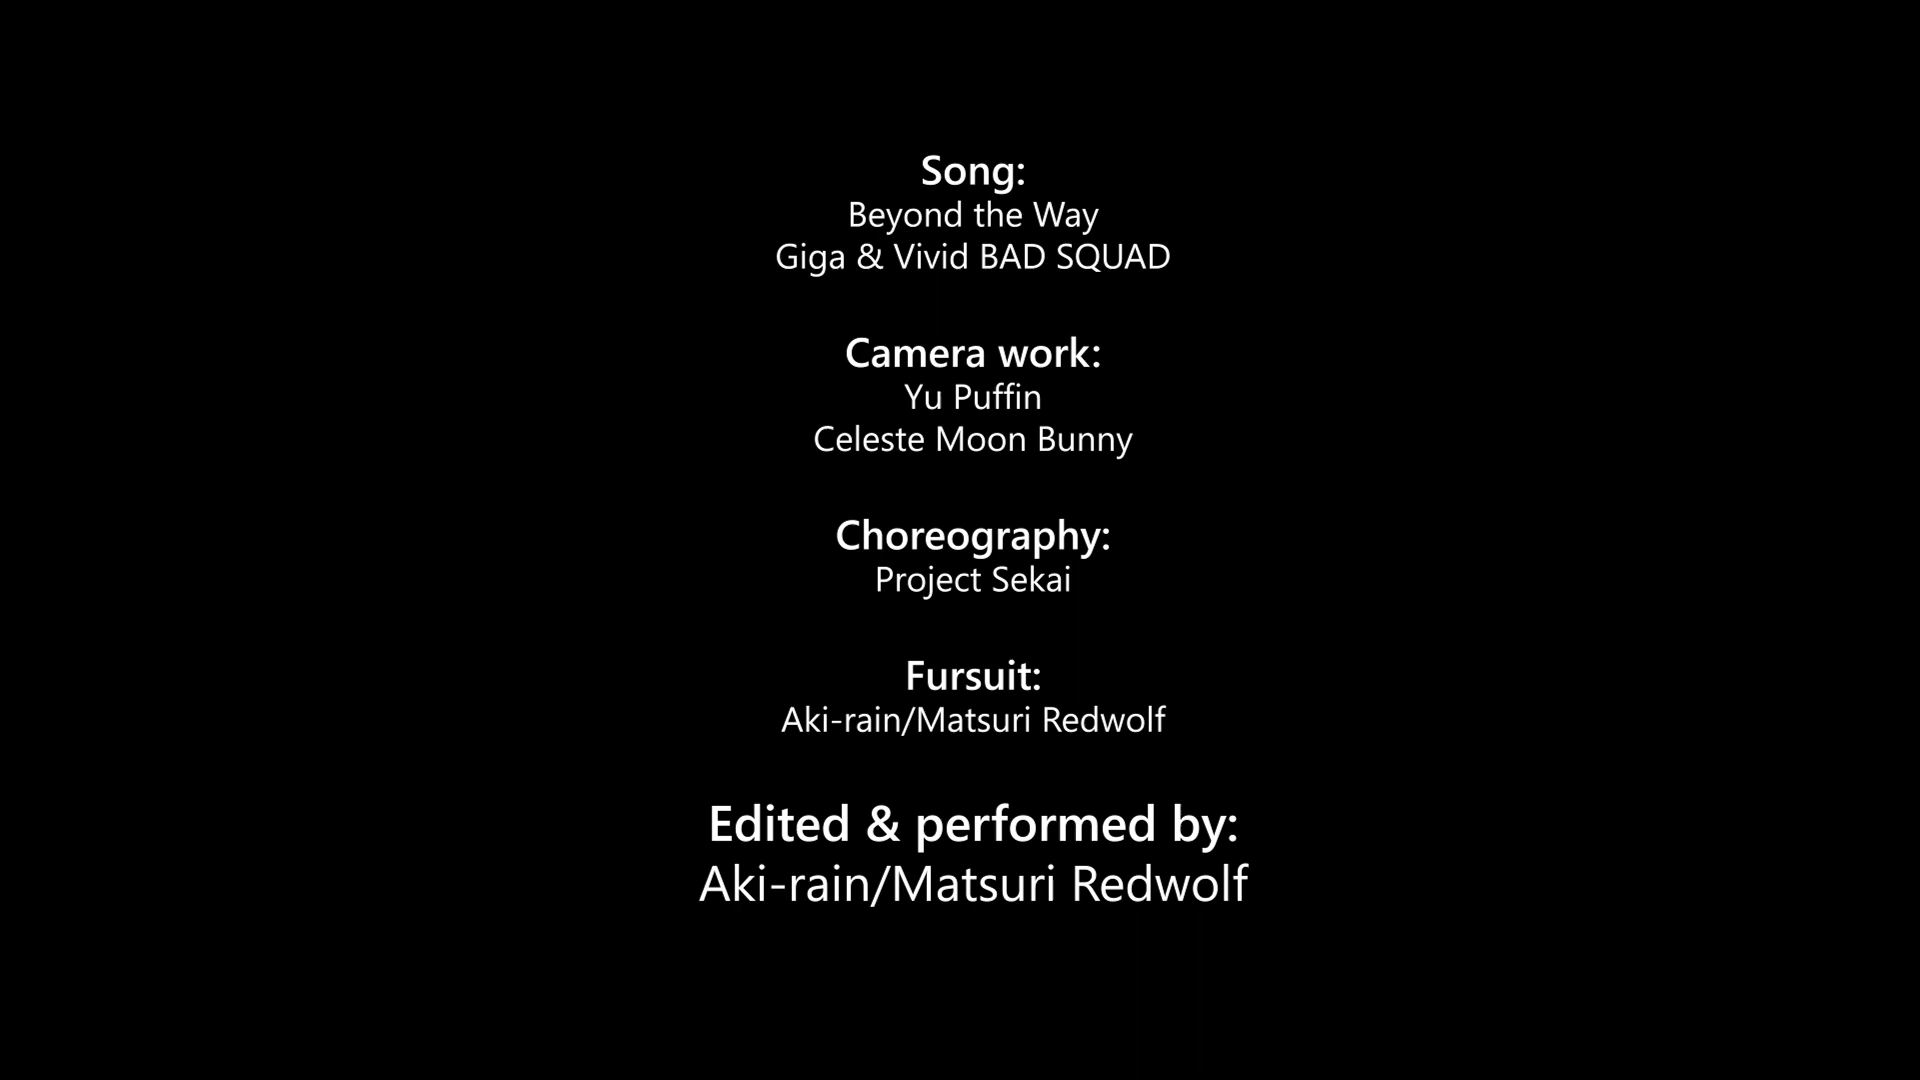 Song:
Beyond the Way
Giga & Vivid BAD SQUAD
Camera work:
Yu Puffin
Celeste Moon Bunny
Choreography:
Project Sekai
Fursuit:
Aki-rain/Matsuri Redwolf
Edited & performed by:
Aki-rain/Matsuri Redwolf